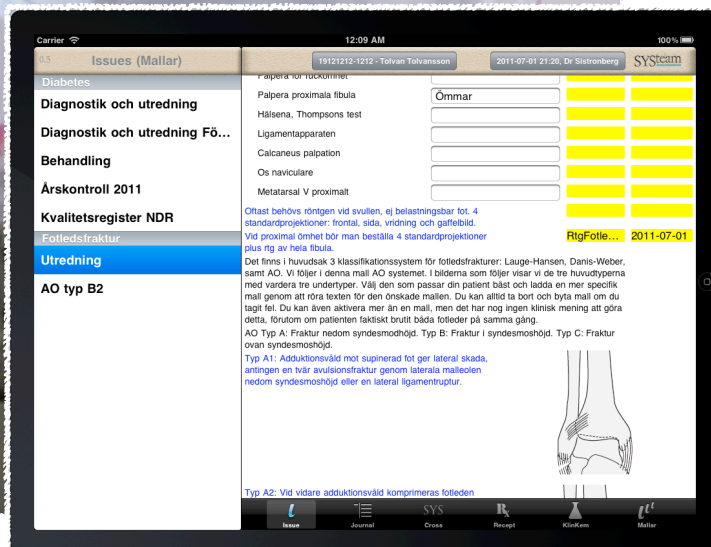 Carrier 12:09 AM 100%
0.5 Issues (Mallar) 19121212-1212 - Tolvan Tolvansson 2011-07-01 21:20, Dr Sistronberg SYSteam
Diabetes
Diagnostik och utredning
Diagnostik och utredning Fö...
Behandling
Årskontroll 2011
Kvalitetsregister NDR
Fotledsfraktur
Utredning
AO typ B2
Palpera för ruckomhet
Palpera proximala fibula Ömmar
Hälsena, Thompsons test
Ligamentapparaten
Calcaneus palpation
Os naviculare
Metatarsal V proximalt
Oftast behövs röntgen vid svullen, ej belastningsbar fot. 4
standardprojektioner: frontal, sida, vridning och gaffelbild.
Vid proximal ömhet bör man beställa 4 standardprojektioner RtgFotle... 2011-07-01
plus rtg av hela fibula.
Det finns i huvudsak 3 klassifikationssystem för fotledsfrakturer: Lauge-Hansen, Danis-Weber,
samt AO. Vi följer i denna mall AO systemet. I bilderna som följer visar vi de tre huvudtyperna
med vardera tre undertyper. Välj den som passar din patient bäst och ladda en mer specifik
mall genom att röra texten för den önskade mallen. Du kan alltid ta bort och byta mall om du
tagit fel. Du kan även aktivera mer än en mall, men det har nog ingen klinisk mening att göra
detta, förutom om patienten faktiskt brutit båda fotleder på samma gång.
AO Typ A: Fraktur nedom syndesmodhöjd. Typ B: Fraktur i syndesmoshöjd. Typ C: Fraktur
ovan syndesmoshöjd.
Typ A1: Adduktionsvåld mot supinerad fot ger lateral skada,
antingen en tvär avulsionsfraktur genom laterala malleolen
nedom syndesmoshöjd eller en lateral ligamentruptur.
Typ A2: Vid vidare adduktionsvåld komprimeras fotleden
Issue Journal SYS Cross Recept KlinKem Mallar